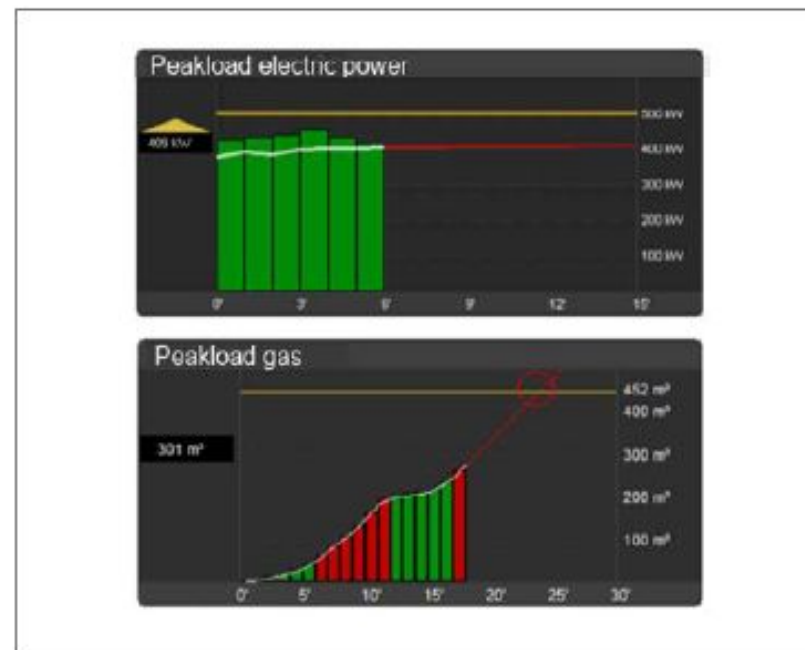 Peakload electric power
500 kW
400 kW
300 kW
200 kW
100 kW
0' 3' 6' 9' 12' 15'
Peakload gas
301 m³
452 m³
400 m³
300 m³
200 m³
100 m³
0' 5' 10' 15' 20' 25' 30'